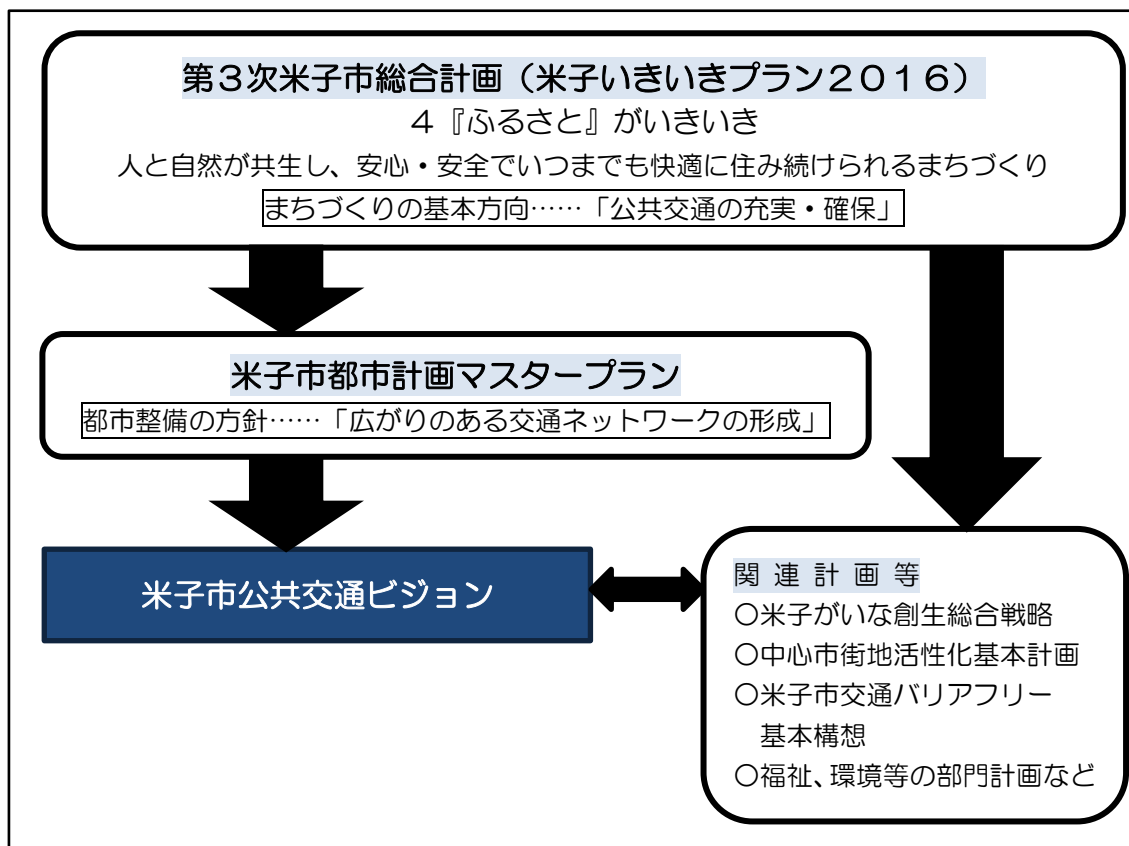 第３次米子市総合計画（米子いきいきプラン２０１６）
４『ふるさと』がいきいき
人と自然が共生し、安心・安全でいつまでも快適に住み続けられるまちづくり
まちづくりの基本方向……「公共交通の充実・確保」
米子市都市計画マスタープラン
都市整備の方針……「広がりのある交通ネットワークの形成」
米子市公共交通ビジョン
関 連 計 画 等
〇米子がいな創生総合戦略
〇中心市街地活性化基本計画
〇米子市交通バリアフリー
基本構想
〇福祉、環境等の部門計画など